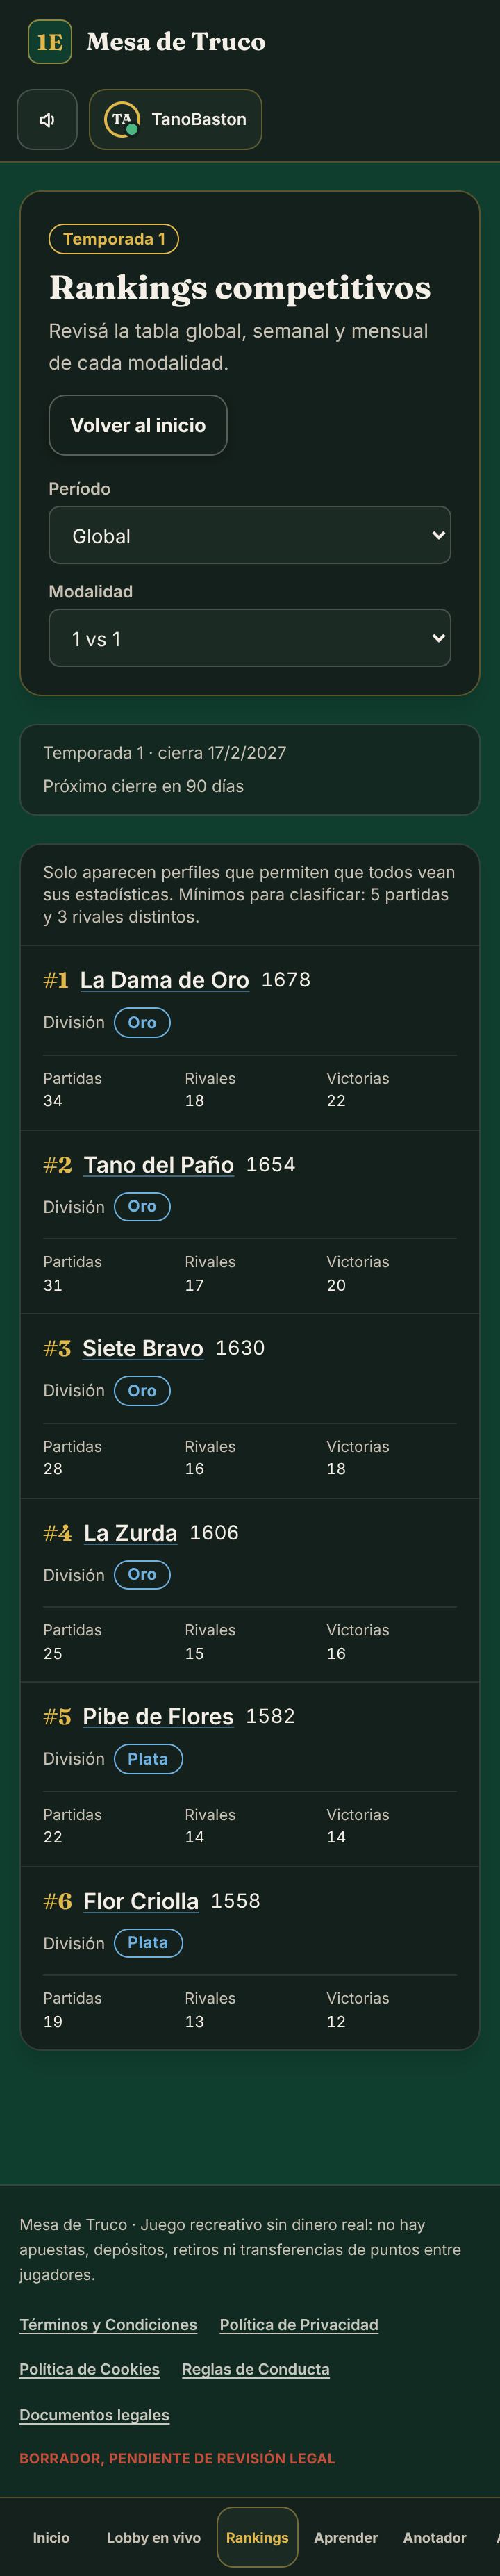 1E Mesa de Truco
TA TanoBaston
Temporada 1
Rankings competitivos
Revisá la tabla global, semanal y mensual
de cada modalidad.
Volver al inicio
Período
Global
Modalidad
1 vs 1
Temporada 1 · cierra 17/2/2027
Próximo cierre en 90 días
Solo aparecen perfiles que permiten que todos vean
sus estadísticas. Mínimos para clasificar: 5 partidas
y 3 rivales distintos.
#1 La Dama de Oro 1678
División Oro
Partidas Rivales Victorias
34 18 22
#2 Tano del Paño 1654
División Oro
Partidas Rivales Victorias
31 17 20
#3 Siete Bravo 1630
División Oro
Partidas Rivales Victorias
28 16 18
#4 La Zurda 1606
División Oro
Partidas Rivales Victorias
25 15 16
#5 Pibe de Flores 1582
División Plata
Partidas Rivales Victorias
22 14 14
#6 Flor Criolla 1558
División Plata
Partidas Rivales Victorias
19 13 12
Mesa de Truco · Juego recreativo sin dinero real: no hay
apuestas, depósitos, retiros ni transferencias de puntos entre
jugadores.
Términos y Condiciones Política de Privacidad
Política de Cookies Reglas de Conducta
Documentos legales
BORRADOR, PENDIENTE DE REVISIÓN LEGAL
Inicio Lobby en vivo Rankings Aprender Anotador